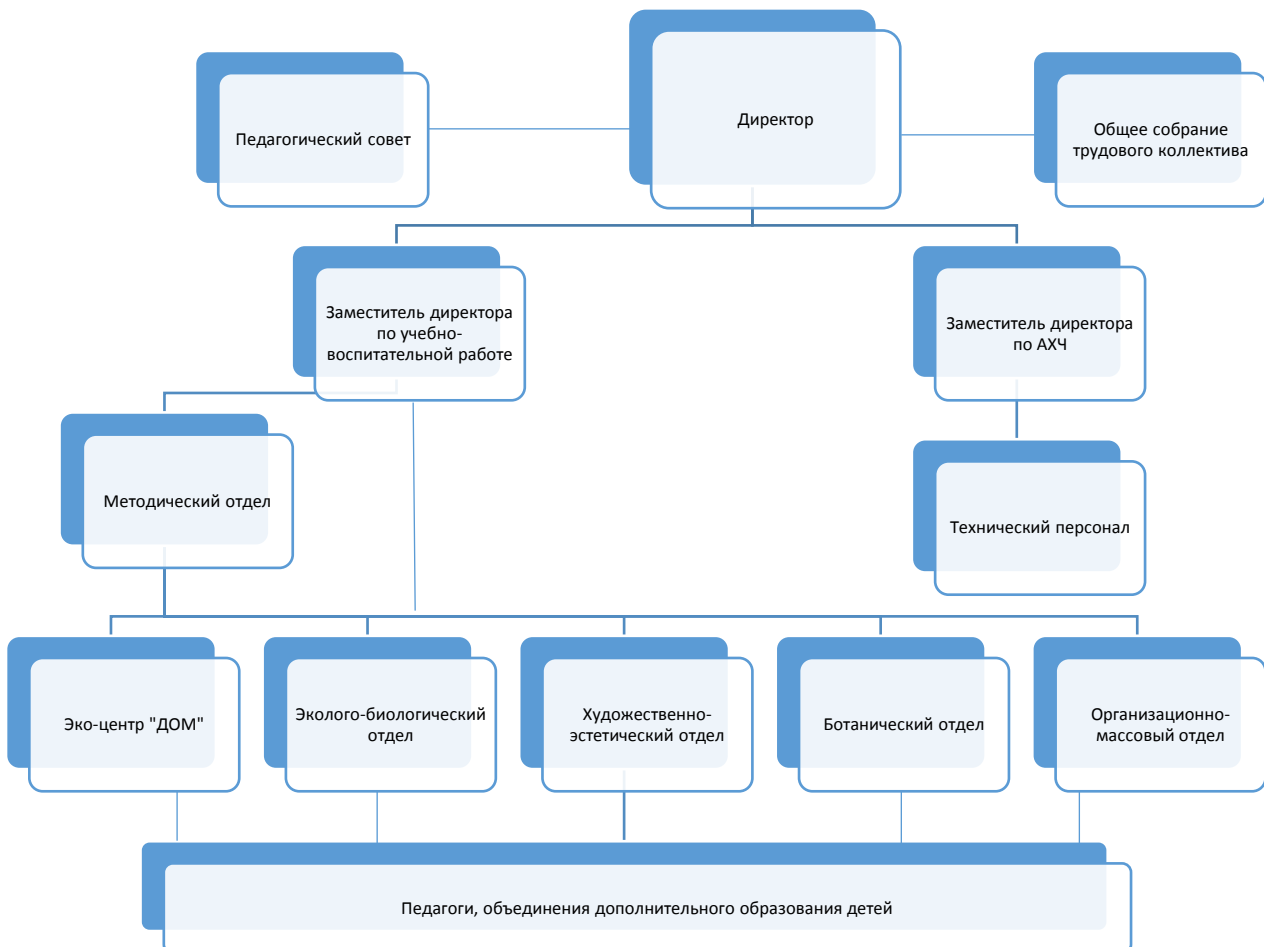 Педагогический совет
Директор
Общее собрание
трудового коллектива
Заместитель директора
по учебно-
воспитательной работе
Заместитель директора
по АХЧ
Методический отдел
Технический персонал
Эко-центр "ДОМ"
Эколого-биологический
отдел
Художественно-
эстетический отдел
Ботанический отдел
Организационно-
массовый отдел
Педагоги, объединения дополнительного образования детей